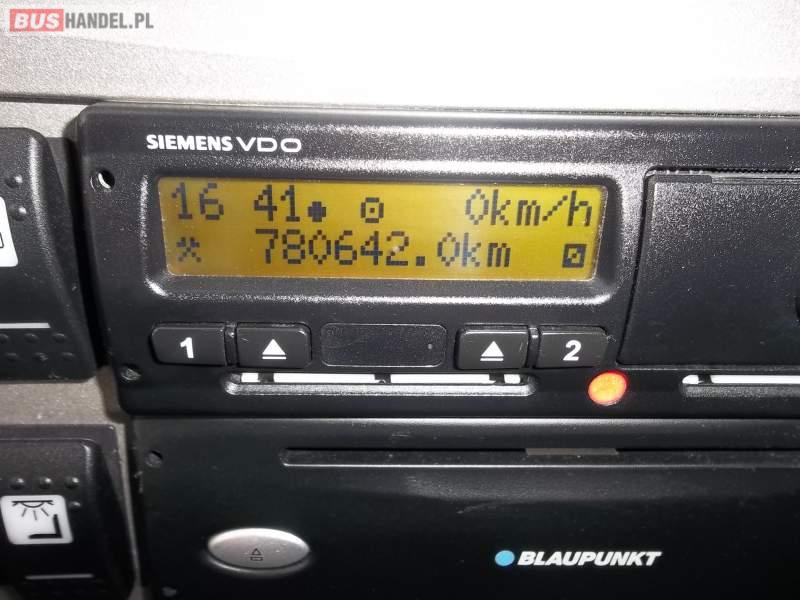 BUSHANDEL.PL
SIEMENS VDO
16 41 0km/h
780642.0km
1 2
BLAUPUNKT